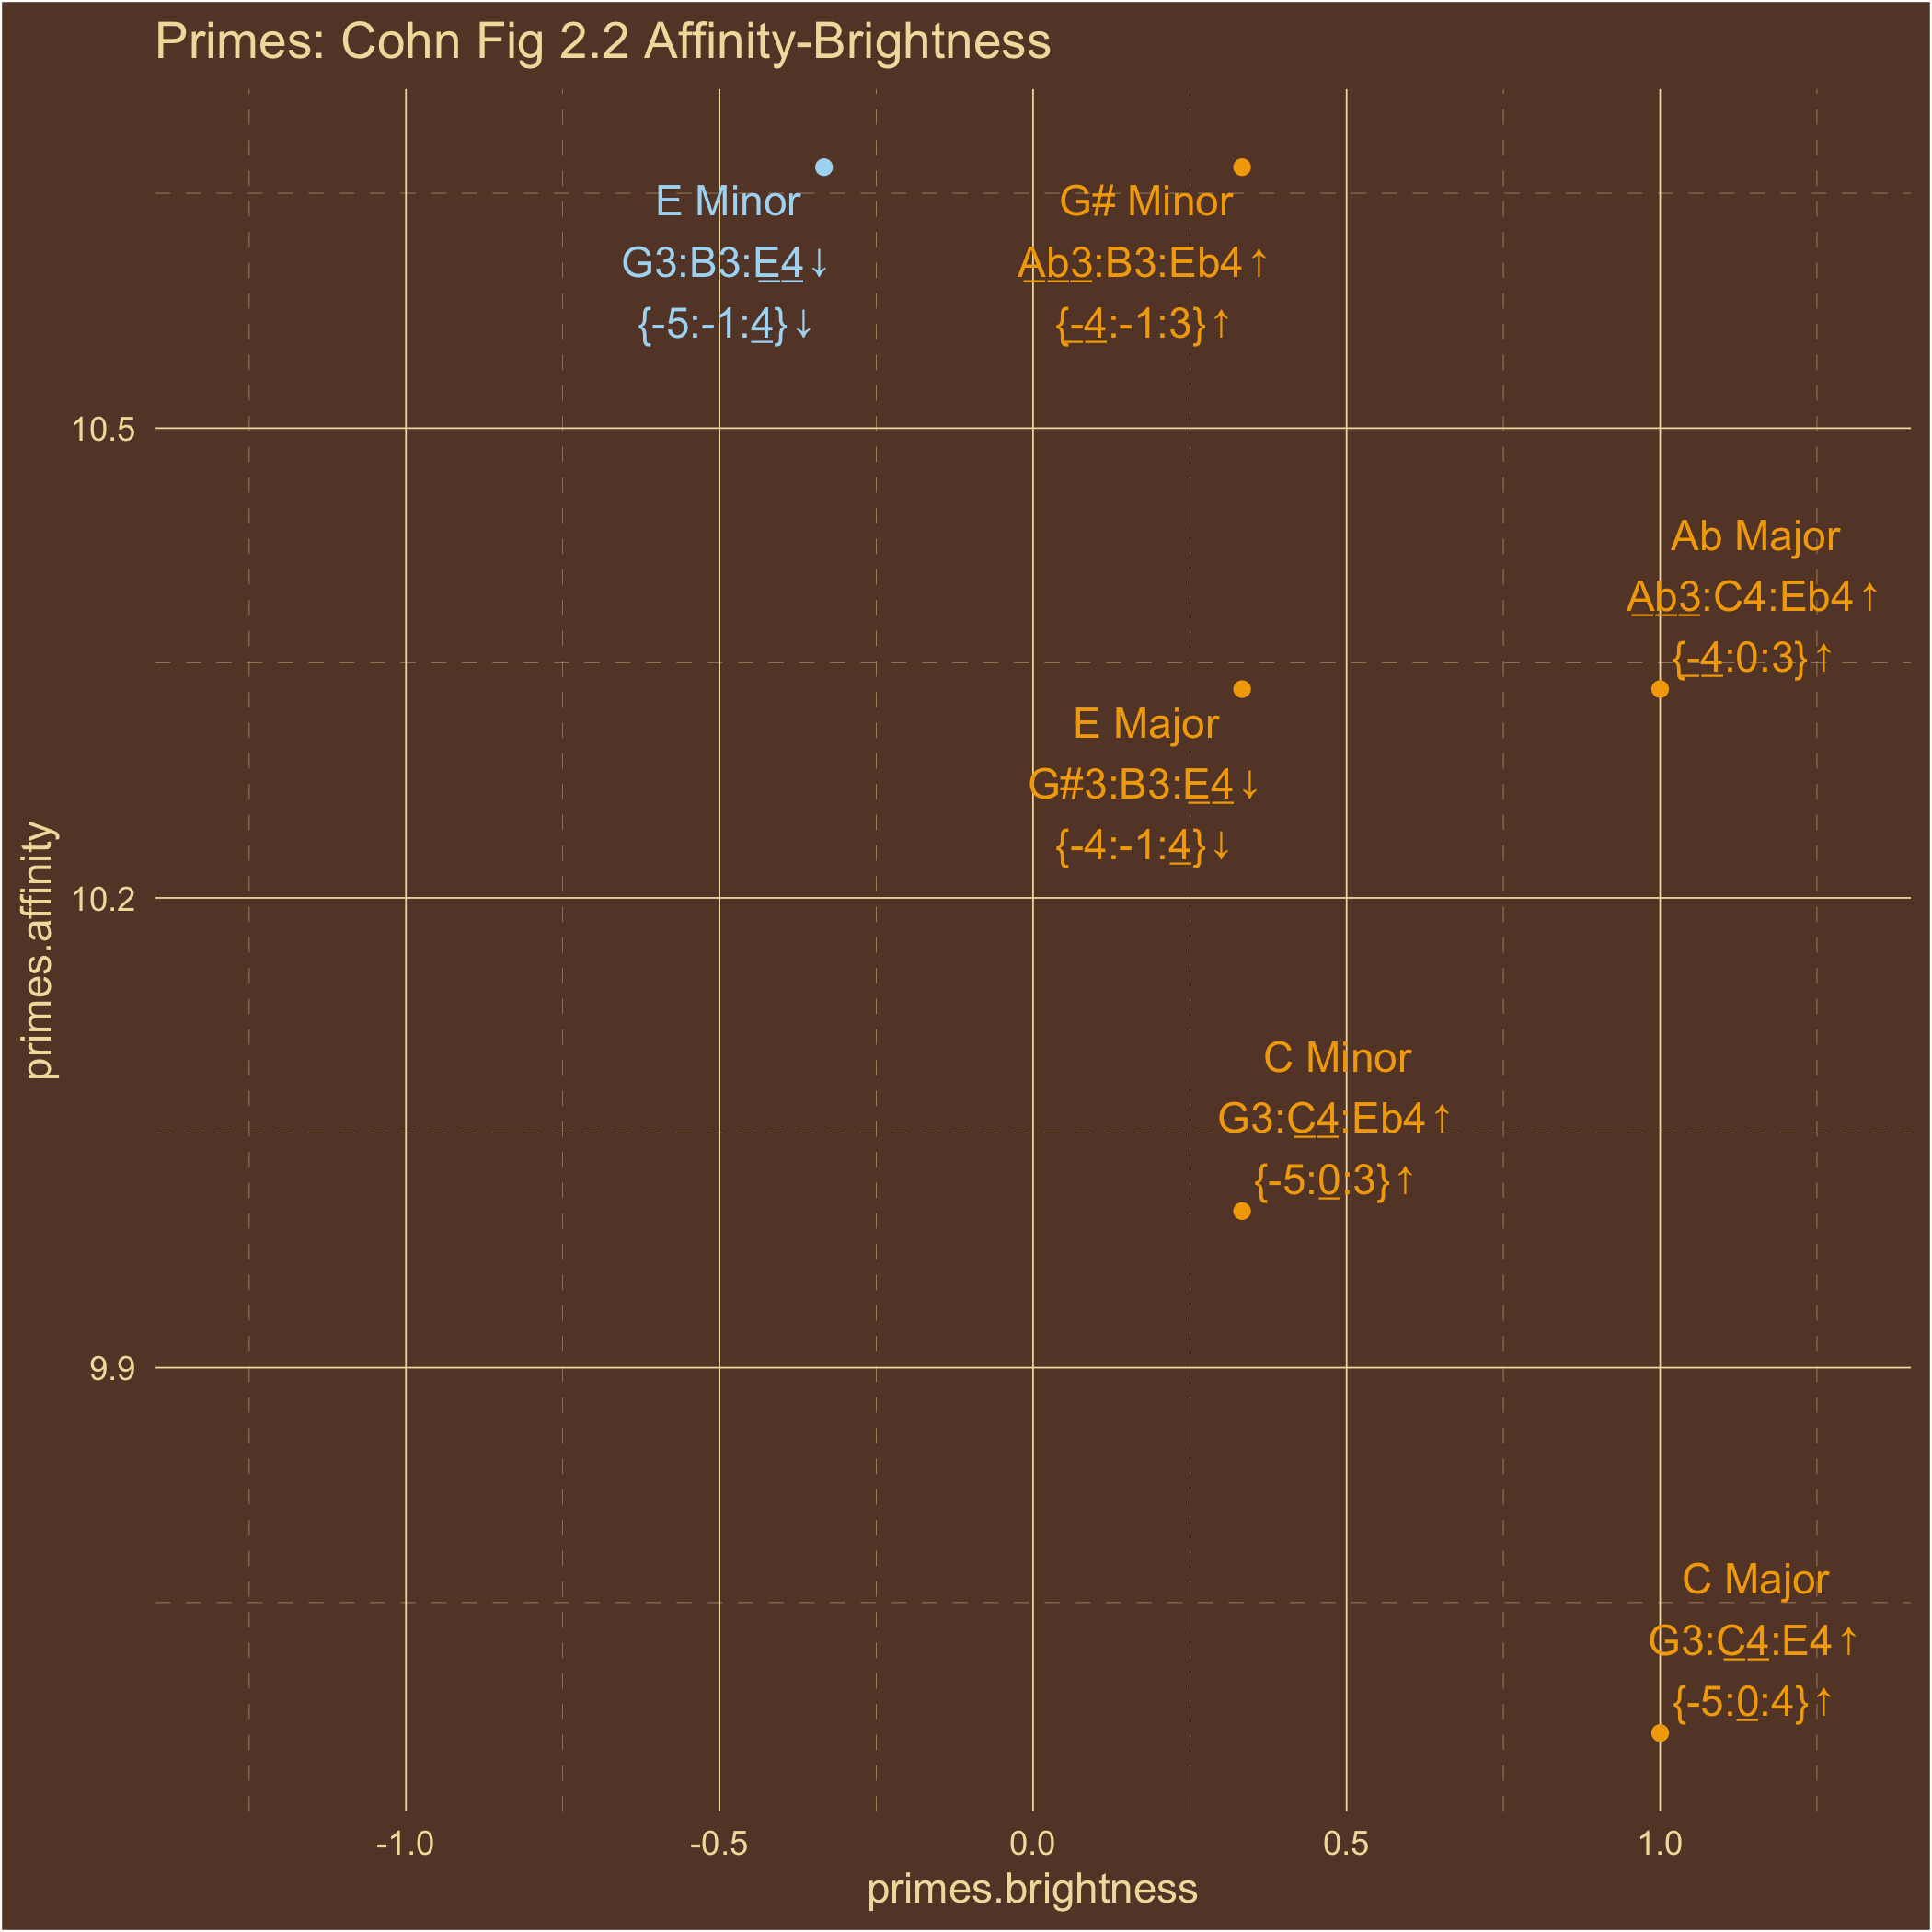 Primes: Cohn Fig 2.2 Affinity-Brightness
E Minor
G3:B3:E4↓
{-5:-1:4}↓
G# Minor
Ab3:B3:Eb4↑
{-4:-1:3}↑
10.5
Ab Major
Ab3:C4:Eb4↑
{-4:0:3}↑
E Major
G#3:B3:E4↓
{-4:-1:4}↓
10.2
primes.affinity
C Minor
G3:C4:Eb4↑
{-5:0:3}↑
9.9
C Major
G3:C4:E4↑
{-5:0:4}↑
-1.0 -0.5 0.0 0.5 1.0
primes.brightness